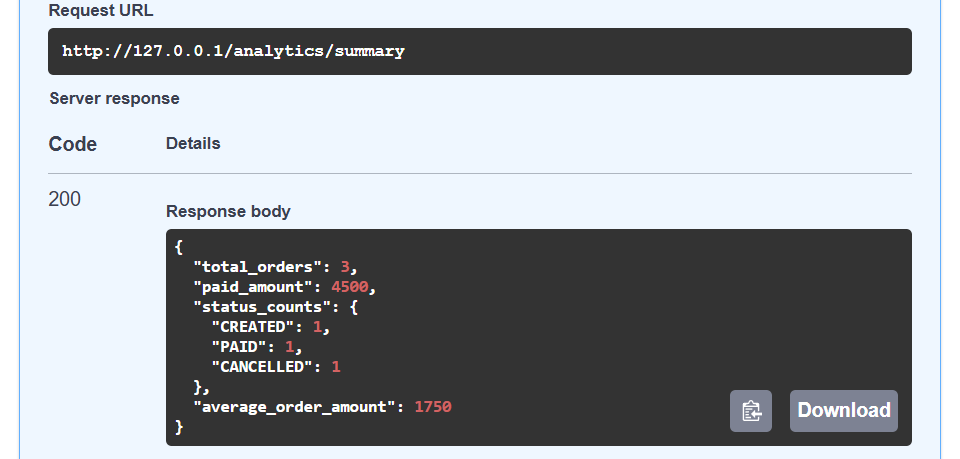 Request URL
http://127.0.0.1/analytics/summary
Server response
Code Details
200
Response body
{
  "total_orders": 3,
  "paid_amount": 4500,
  "status_counts": {
    "CREATED": 1,
    "PAID": 1,
    "CANCELLED": 1
  },
  "average_order_amount": 1750
}
Download